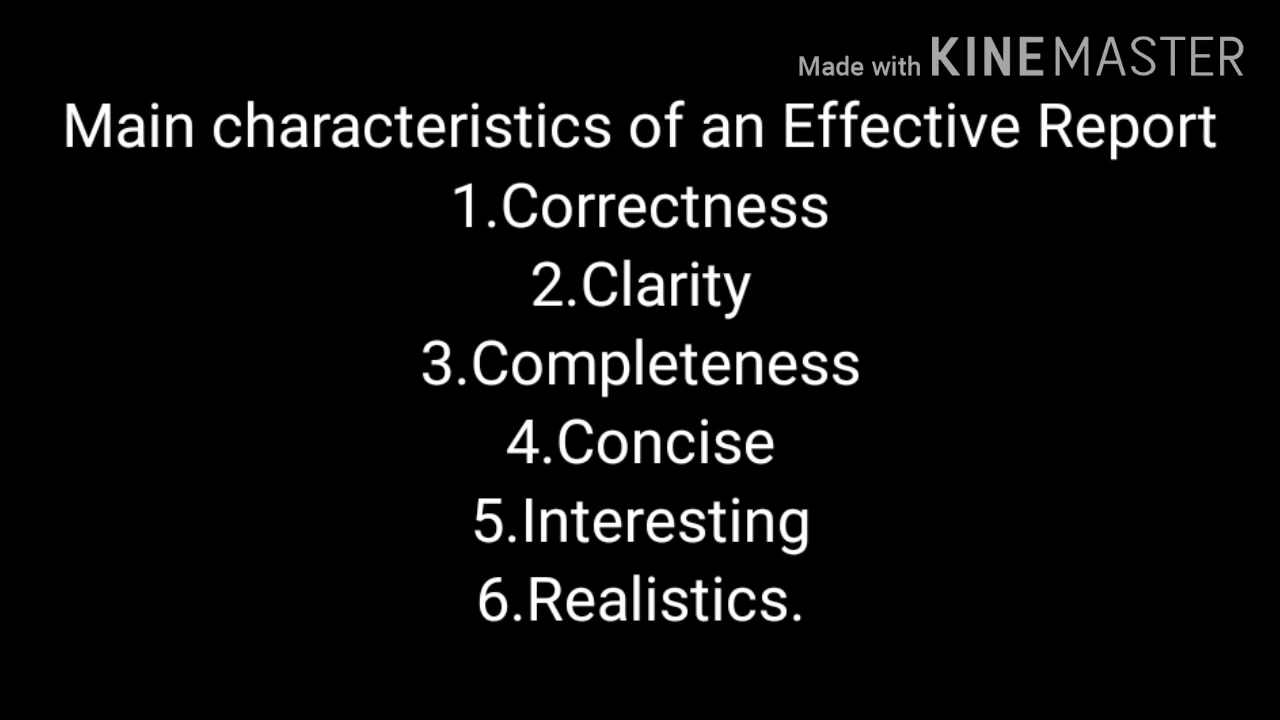 Made with KINEMASTER
Main characteristics of an Effective Report
1.Correctness
2.Clarity
3.Completeness
4.Concise
5.Interesting
6.Realistics.